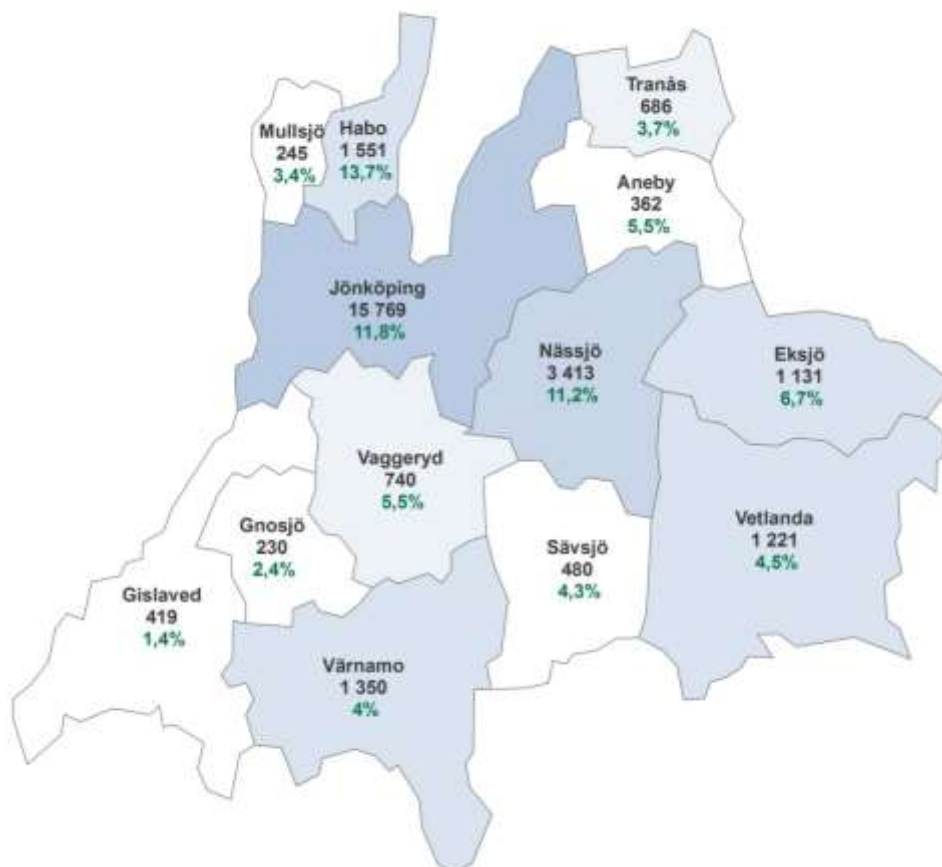 Tranås
686
3,7%
Mullsjö
245
3,4%
Habo
1 551
13,7%
Aneby
362
5,5%
Jönköping
15 769
11,8%
Nässjö
3 413
11,2%
Eksjö
1 131
6,7%
Vaggeryd
740
5,5%
Gnosjö
230
2,4%
Vetlanda
1 221
4,5%
Sävsjö
480
4,3%
Gislaved
419
1,4%
Värnamo
1 350
4%